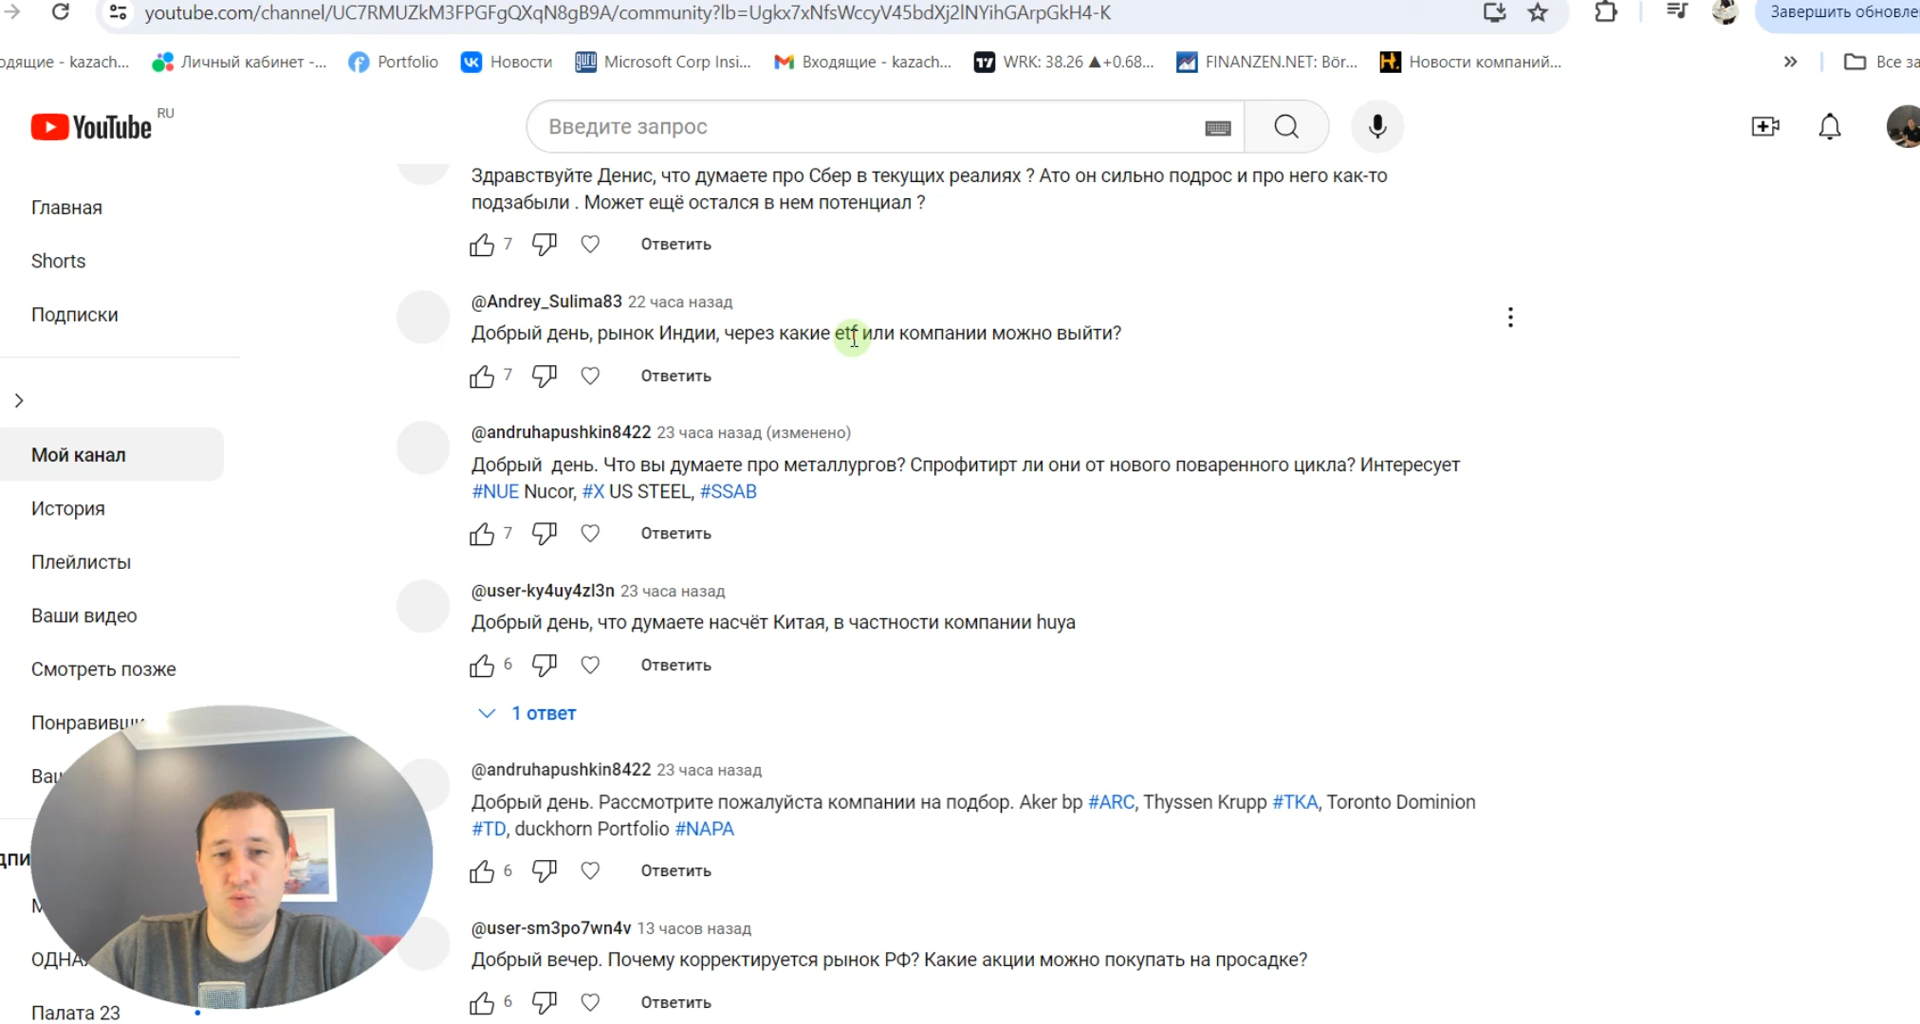 youtube.com/channel/UC7RMUZkM3FPGFgQXqN8gB9A/community?lb=Ugkx7xNfsWccyV45bdXj2lNYihGArpGkH4-K
Завершить обновле
одящие - kazach...
Личный кабинет -...
Portfolio
Новости
Microsoft Corp Insi...
Входящие - kazach...
WRK: 38.26 ▲+0.68...
FINANZEN.NET: Bör...
Новости компаний...
»
Все за
YouTube RU
Введите запрос
Главная
Shorts
Подписки
Мой канал
История
Плейлисты
Ваши видео
Смотреть позже
Понравивши
Ваш
дпи
М
ОДНА
Палата 23
Здравствуйте Денис, что думаете про Сбер в текущих реалиях ? Ато он сильно подрос и про него как-то
подзабыли . Может ещё остался в нем потенциал ?
7 Ответить
@Andrey_Sulima83 22 часа назад
Добрый день, рынок Индии, через какие etf или компании можно выйти?
7 Ответить
@andruhapushkin8422 23 часа назад (изменено)
Добрый день. Что вы думаете про металлургов? Спрофитирт ли они от нового поваренного цикла? Интересует
#NUE Nucor, #X US STEEL, #SSAB
7 Ответить
@user-ky4uy4zl3n 23 часа назад
Добрый день, что думаете насчёт Китая, в частности компании huya
6 Ответить
1 ответ
@andruhapushkin8422 23 часа назад
Добрый день. Рассмотрите пожалуйста компании на подбор. Aker bp #ARC, Thyssen Krupp #TKA, Toronto Dominion
#TD, duckhorn Portfolio #NAPA
6 Ответить
@user-sm3po7wn4v 13 часов назад
Добрый вечер. Почему корректируется рынок РФ? Какие акции можно покупать на просадке?
6 Ответить